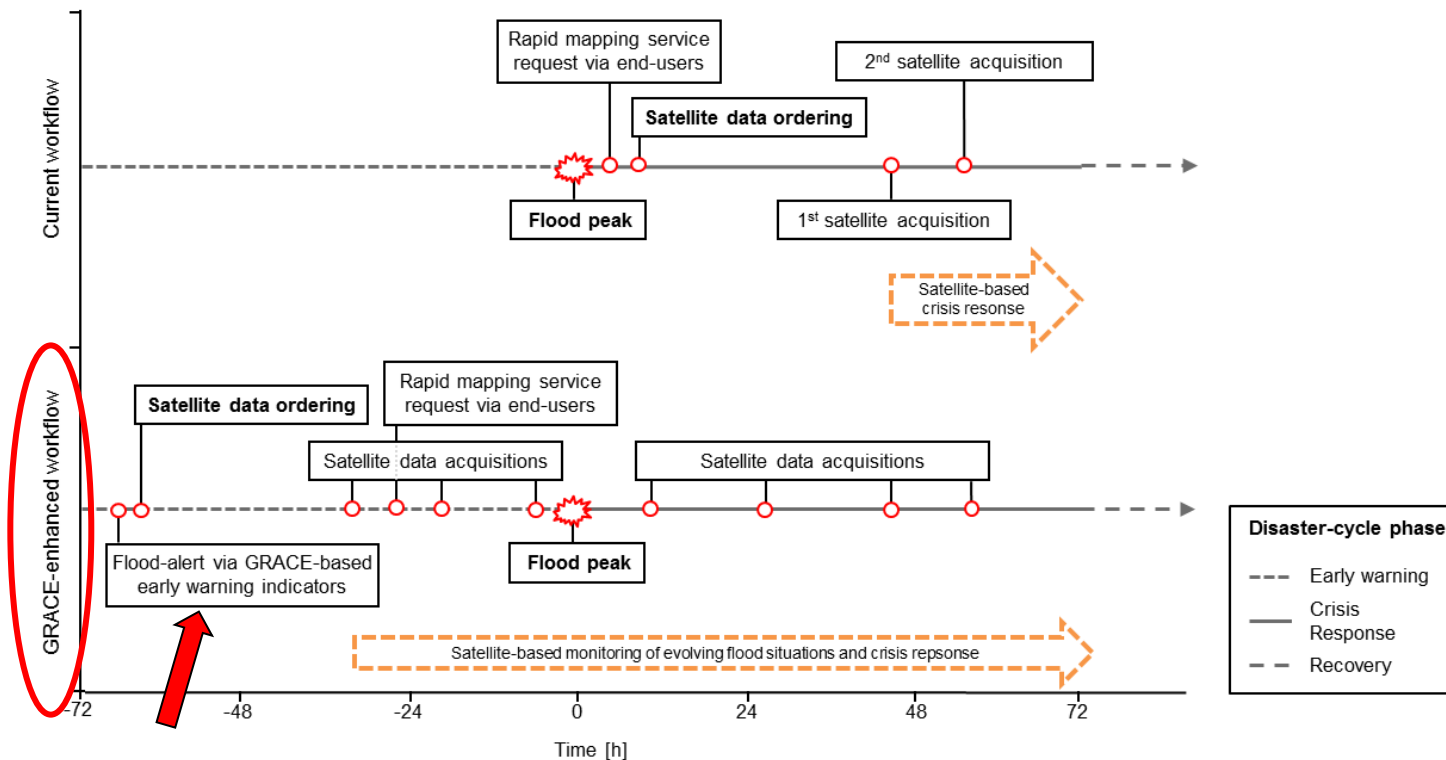 Current workflow
Rapid mapping service
request via end-users
2nd satellite acquisition
Satellite data ordering
Flood peak
1st satellite acquisition
Satellite-based
crisis resonse
GRACE-enhanced workflow
Satellite data ordering
Rapid mapping service
request via end-users
Satellite data acquisitions
Satellite data acquisitions
Flood-alert via GRACE-based
early warning indicators
Flood peak
Satellite-based monitoring of evolving flood situations and crisis repsonse
-72
-48
-24
0
24
48
72
Time [h]
Disaster-cycle phase
Early warning
Crisis
Response
Recovery